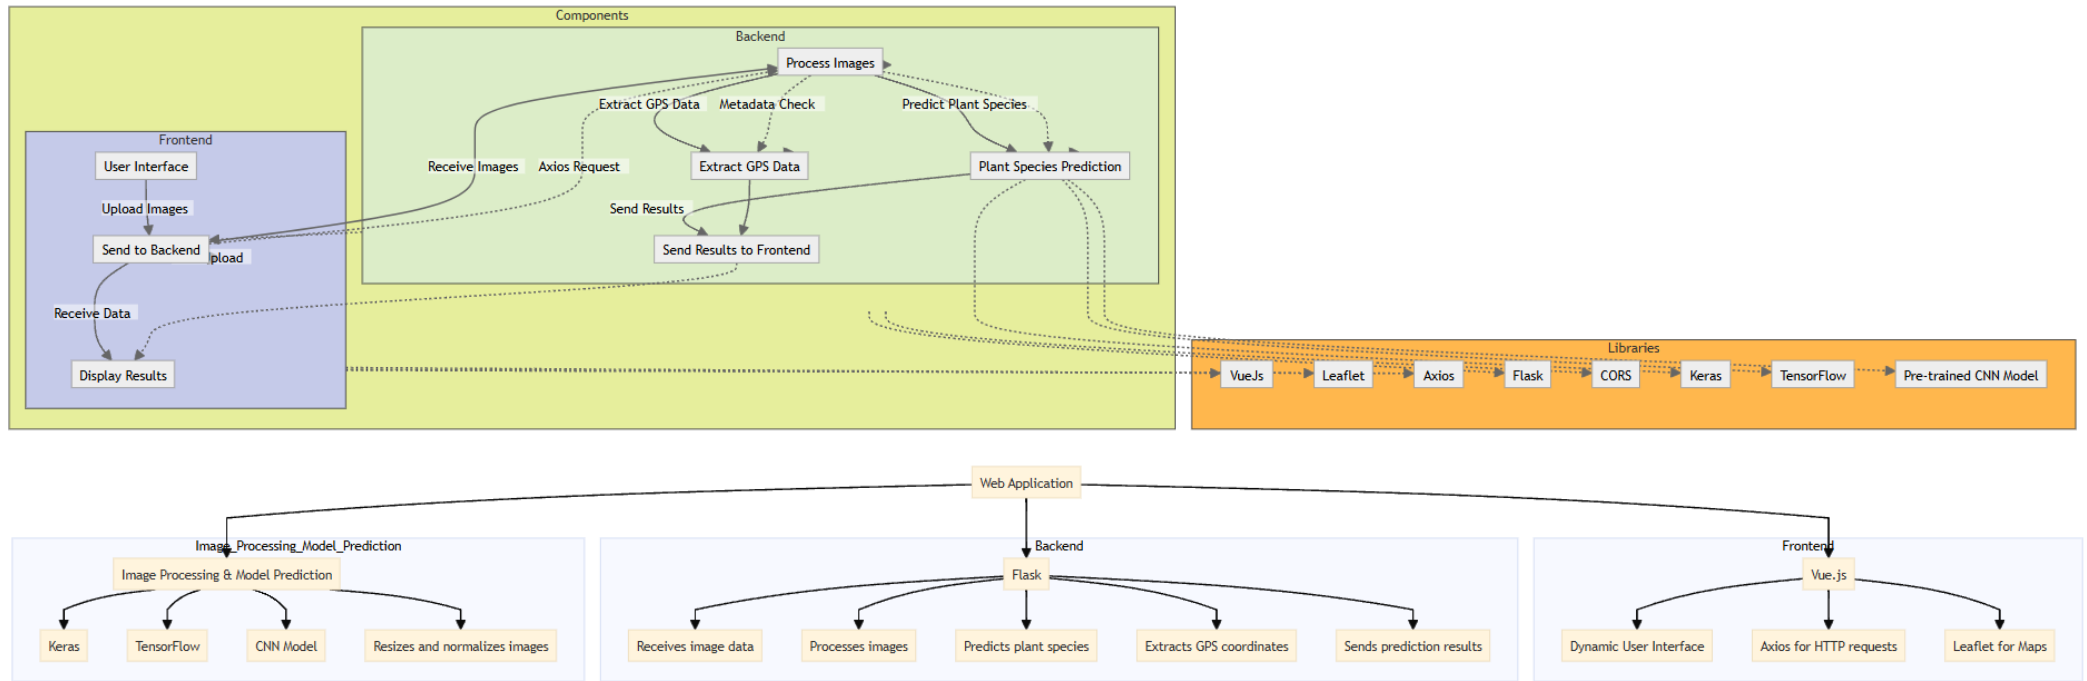 Components
Backend
Process Images
Extract GPS Data
Metadata Check
Predict Plant Species
Frontend
User Interface
Receive Images
Axios Request
Extract GPS Data
Plant Species Prediction
Upload Images
Send Results
Send to Backend
Send Results to Frontend
pload
Receive Data
Display Results
Libraries
VueJs
Leaflet
Axios
Flask
CORS
Keras
TensorFlow
Pre-trained CNN Model
Web Application
Image_Processing_Model_Prediction
Backend
Frontend
Image Processing & Model Prediction
Flask
Vue.js
Keras
TensorFlow
CNN Model
Resizes and normalizes images
Receives image data
Processes images
Predicts plant species
Extracts GPS coordinates
Sends prediction results
Dynamic User Interface
Axios for HTTP requests
Leaflet for Maps